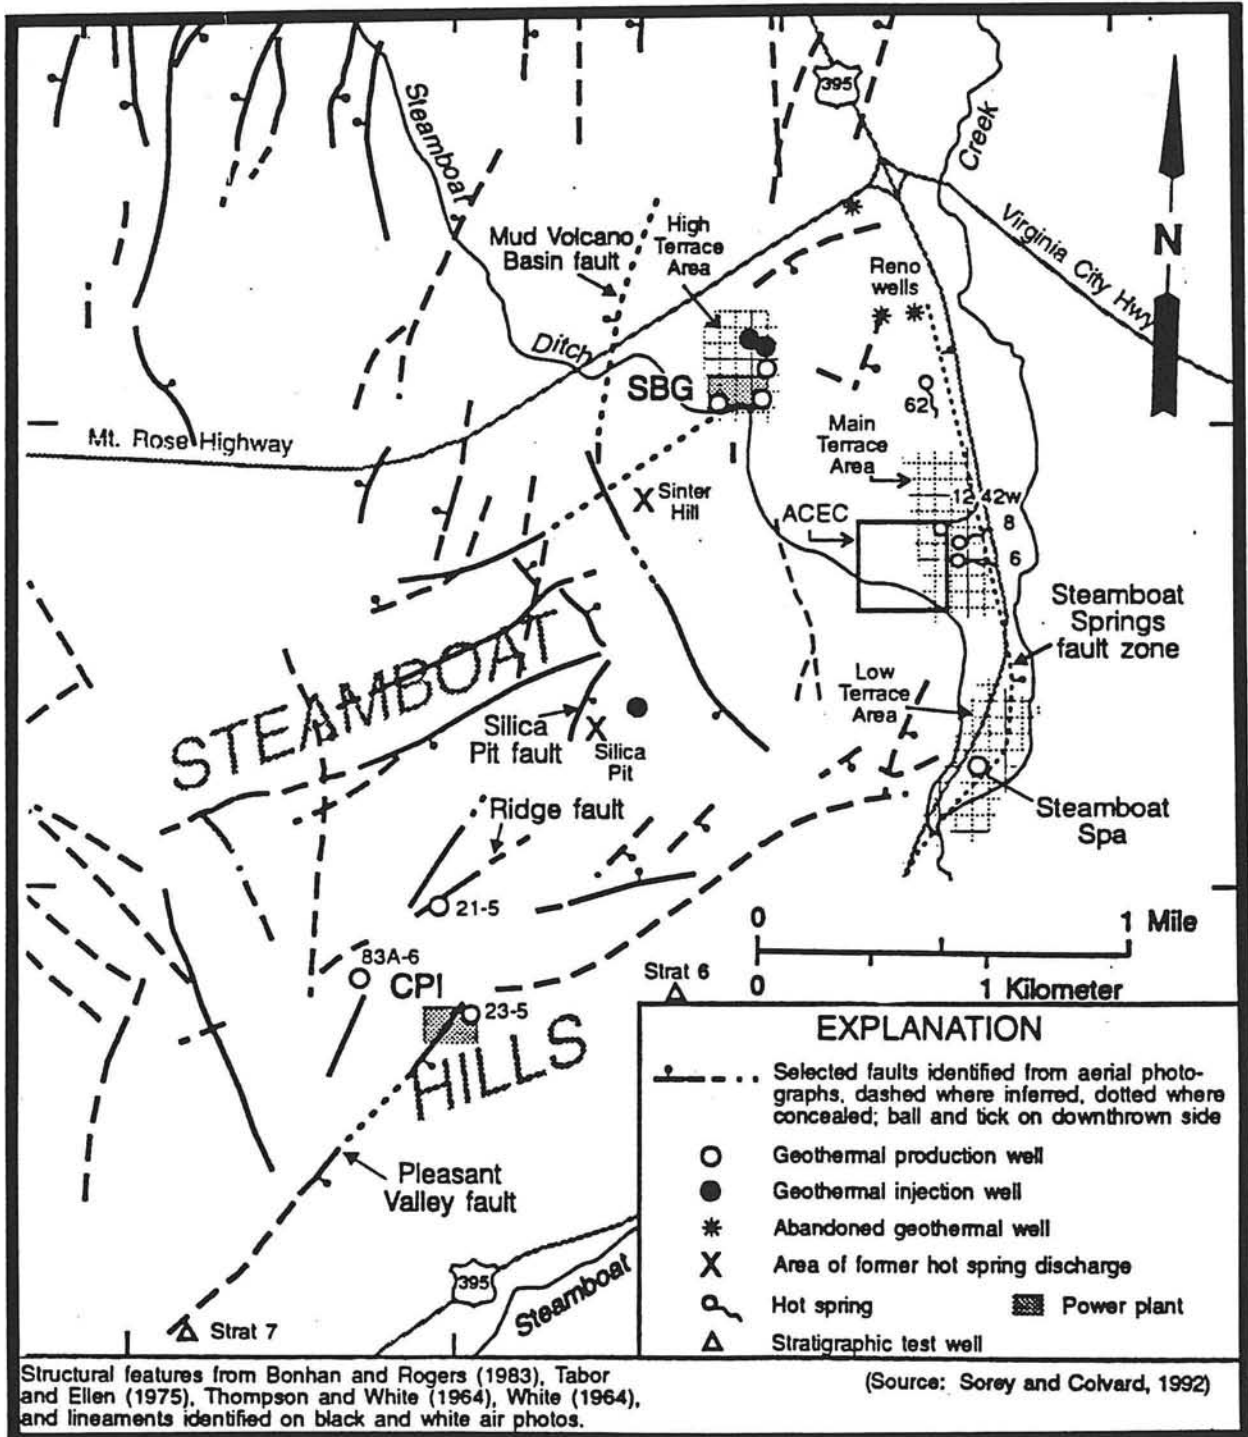 395
Steamboat
Creek
Mud Volcano
Basin fault
High
Terrace
Area
Virginia City Hwy
N
Reno
wells
Ditch
SBG
62
Mt. Rose Highway
Main
Terrace
Area
Sinter
Hill
12
42w
ACEC
8
6
Steamboat
Springs
fault zone
STEAMBOAT
Low
Terrace
Area
Silica
Pit fault
Silica
Pit
Ridge fault
Steamboat
Spa
21-5
0
1 Mile
83A-6
CPI
Strat 6
0
1 Kilometer
23-5
HILLS
EXPLANATION
Selected faults identified from aerial photo-
graphs, dashed where inferred, dotted where
concealed; ball and tick on downthrown side
Geothermal production well
Geothermal injection well
Abandoned geothermal well
Area of former hot spring discharge
Hot spring
Power plant
Stratigraphic test well
Pleasant
Valley fault
395
Steamboat
Strat 7
Structural features from Bonhan and Rogers (1983), Tabor
and Ellen (1975), Thompson and White (1964), White (1964),
and lineaments identified on black and white air photos.
(Source: Sorey and Colvard, 1992)